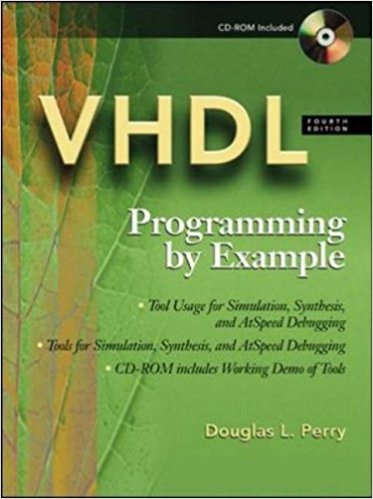 CD-ROM Included
VHDL
FOURTH
EDITION
Programming
by Example
• Tool Usage for Simulation, Synthesis,
and AtSpeed Debugging
• Tools for Simulation, Synthesis, and AtSpeed Debugging
• CD-ROM includes Working Demo of Tools
Douglas L. Perry